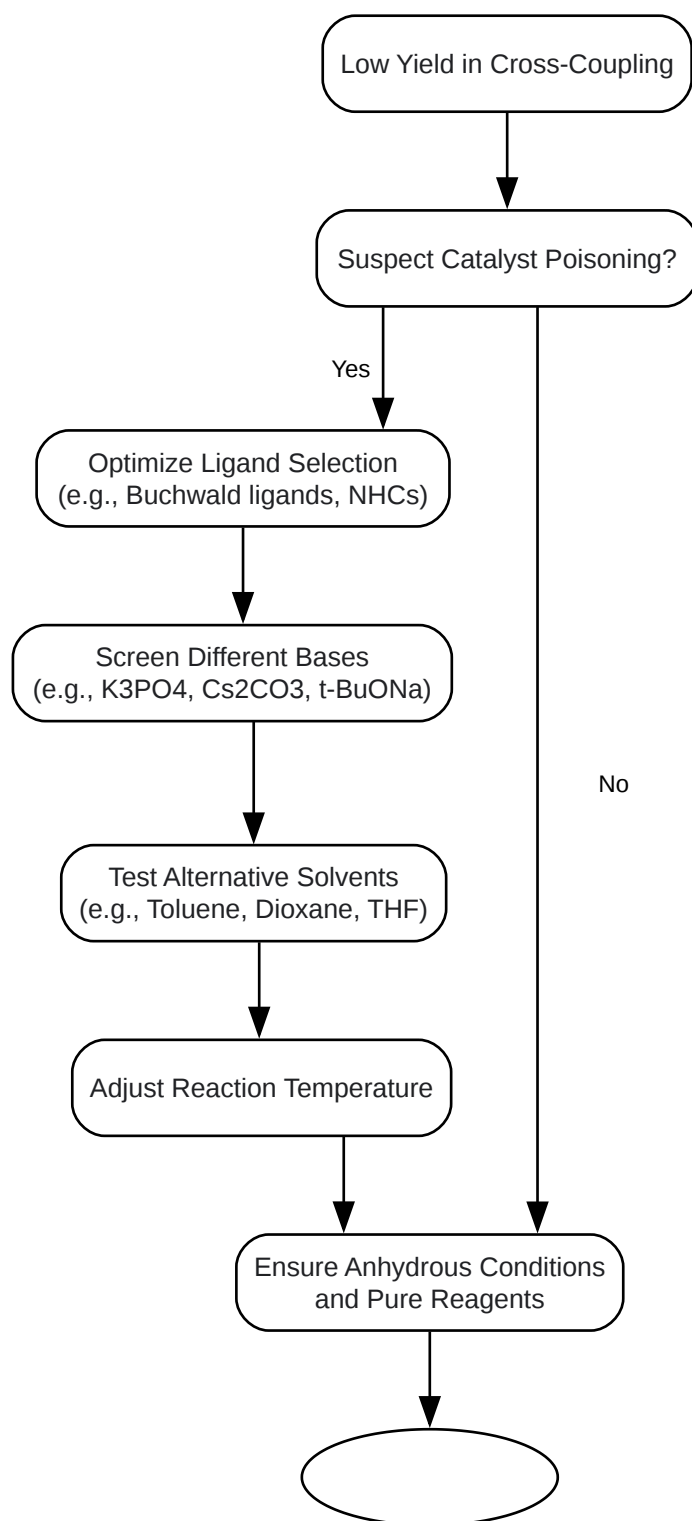 Low Yield in Cross-Coupling
Suspect Catalyst Poisoning?
Yes
Optimize Ligand Selection
(e.g., Buchwald ligands, NHCs)
Screen Different Bases
(e.g., K3PO4, Cs2CO3, t-BuONa)
No
Test Alternative Solvents
(e.g., Toluene, Dioxane, THF)
Adjust Reaction Temperature
Ensure Anhydrous Conditions
and Pure Reagents